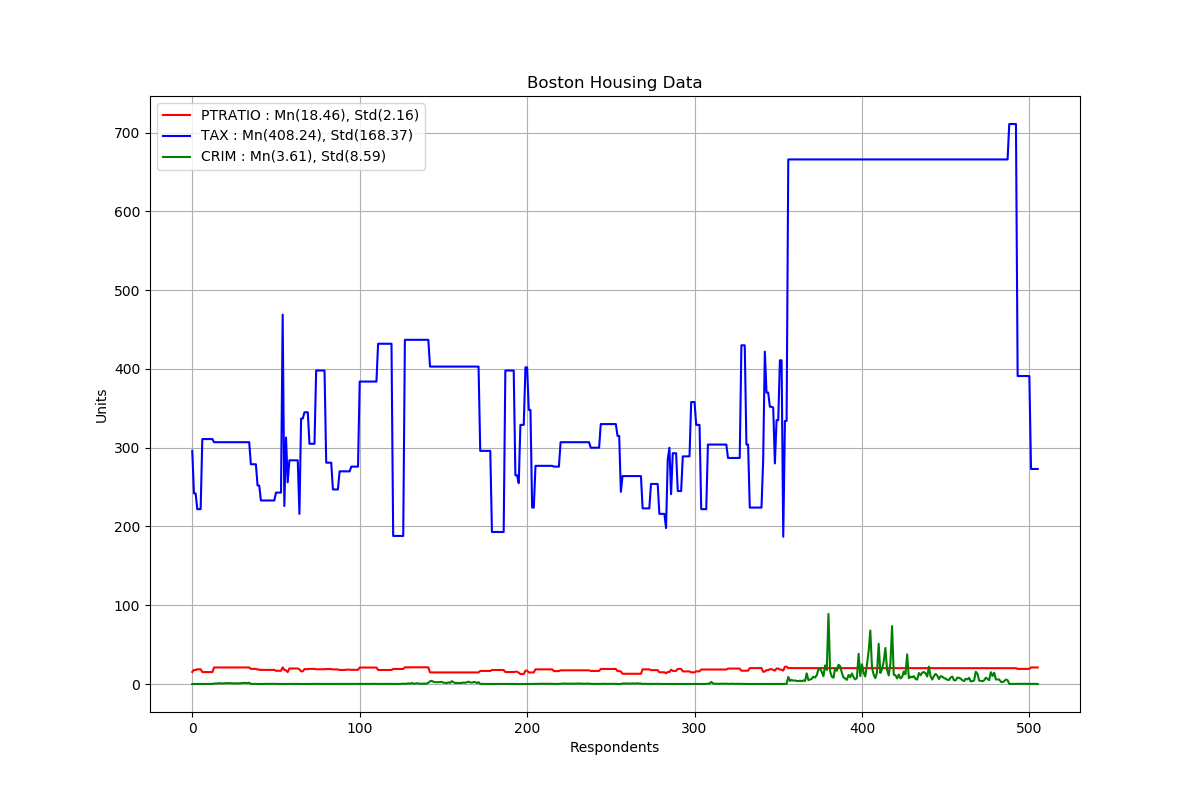 Boston Housing Data
PTRATIO : Mn(18.46), Std(2.16)
TAX : Mn(408.24), Std(168.37)
CRIM : Mn(3.61), Std(8.59)
700
600
500
400
300
200
100
0
Units
0 100 200 300 400 500
Respondents